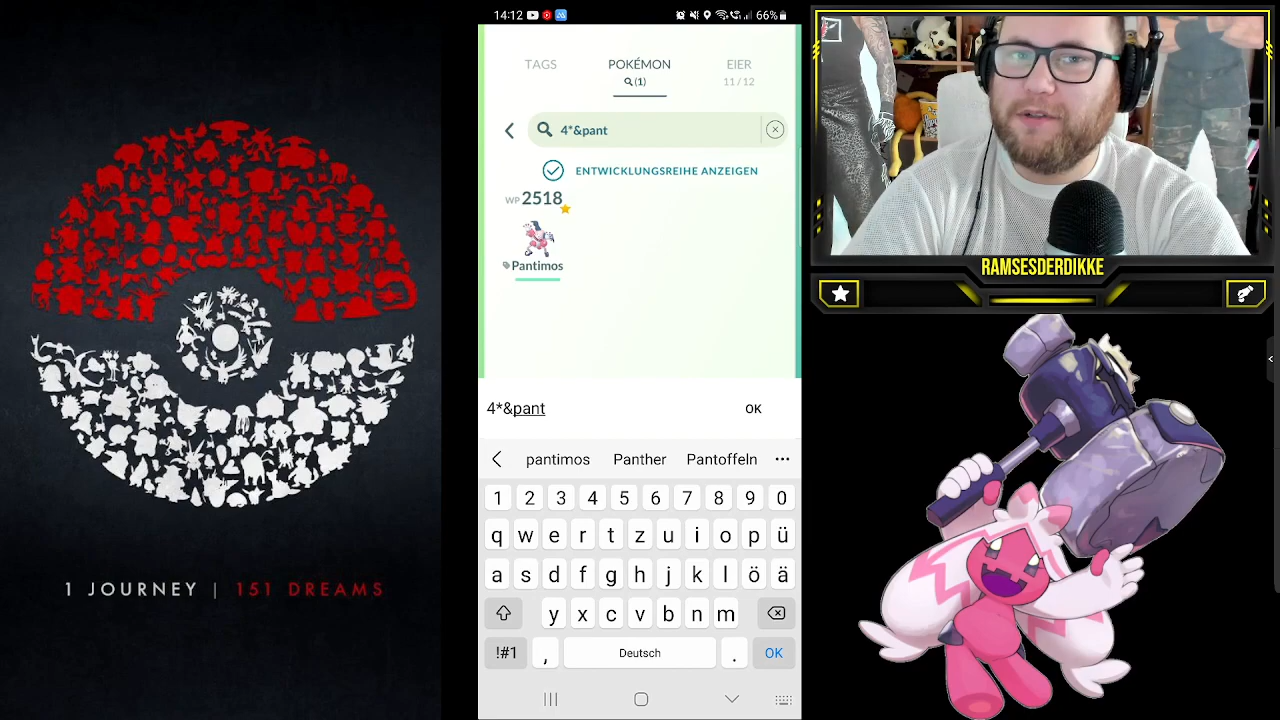 1 JOURNEY | 151 DREAMS
14:12
66%
TAGS
POKÉMON
(1)
EIER
11 / 12
4*&pant
ENTWICKLUNGSREIHE ANZEIGEN
WP2518
Pantimos
4*&pant
OK
pantimos Panther Pantoffeln
1 2 3 4 5 6 7 8 9 0
q w e r t z u i o p ü
a s d f g h j k l ö ä
y x c v b n m
!#1 , Deutsch . OK
RAMSESDERDIKKE